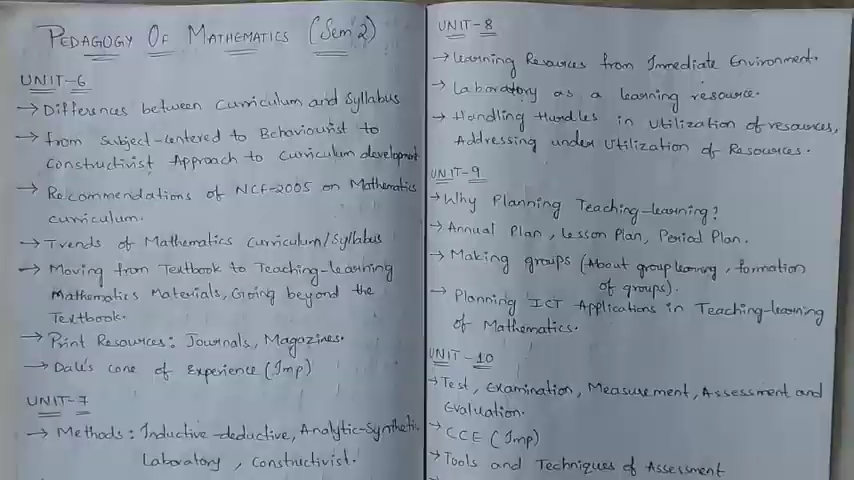 PEDAGOGY OF MATHEMATICS (Sem 2)
UNIT-6
→ Differences between Curriculum and Syllabus
→ from Subject-centered to Behaviourist to
Constructivist Approach to Curriculum development
→ Recommendations of NCF-2005 on Mathematics
curriculum.
→ Trends of Mathematics Curriculum/Syllabus
→ Moving from Textbook to Teaching-Learning
Mathematics Materials, Going beyond the
Textbook.
→ Print Resources: Journals, Magazines.
→ Dale's Cone of Experience (Imp)
UNIT-7
→ Methods: Inductive-deductive, Analytic-Synthetic
Laboratory, Constructivist.
UNIT-8
→ Learning Resources from Immediate Environment.
→ Laboratory as a learning resource.
→ Handling Hundles in Utilization of resources,
Addressing under Utilization of Resources.
UNIT-9
→ Why Planning Teaching-learning?
→ Annual Plan, Lesson Plan, Period Plan.
→ Making groups (About group learning, formation
of groups).
→ Planning ICT Applications in Teaching-learning
of Mathematics.
UNIT-10
→ Test, Examination, Measurement, Assessment and
Evaluation.
→ CCE (Imp)
→ Tools and Techniques of Assessment